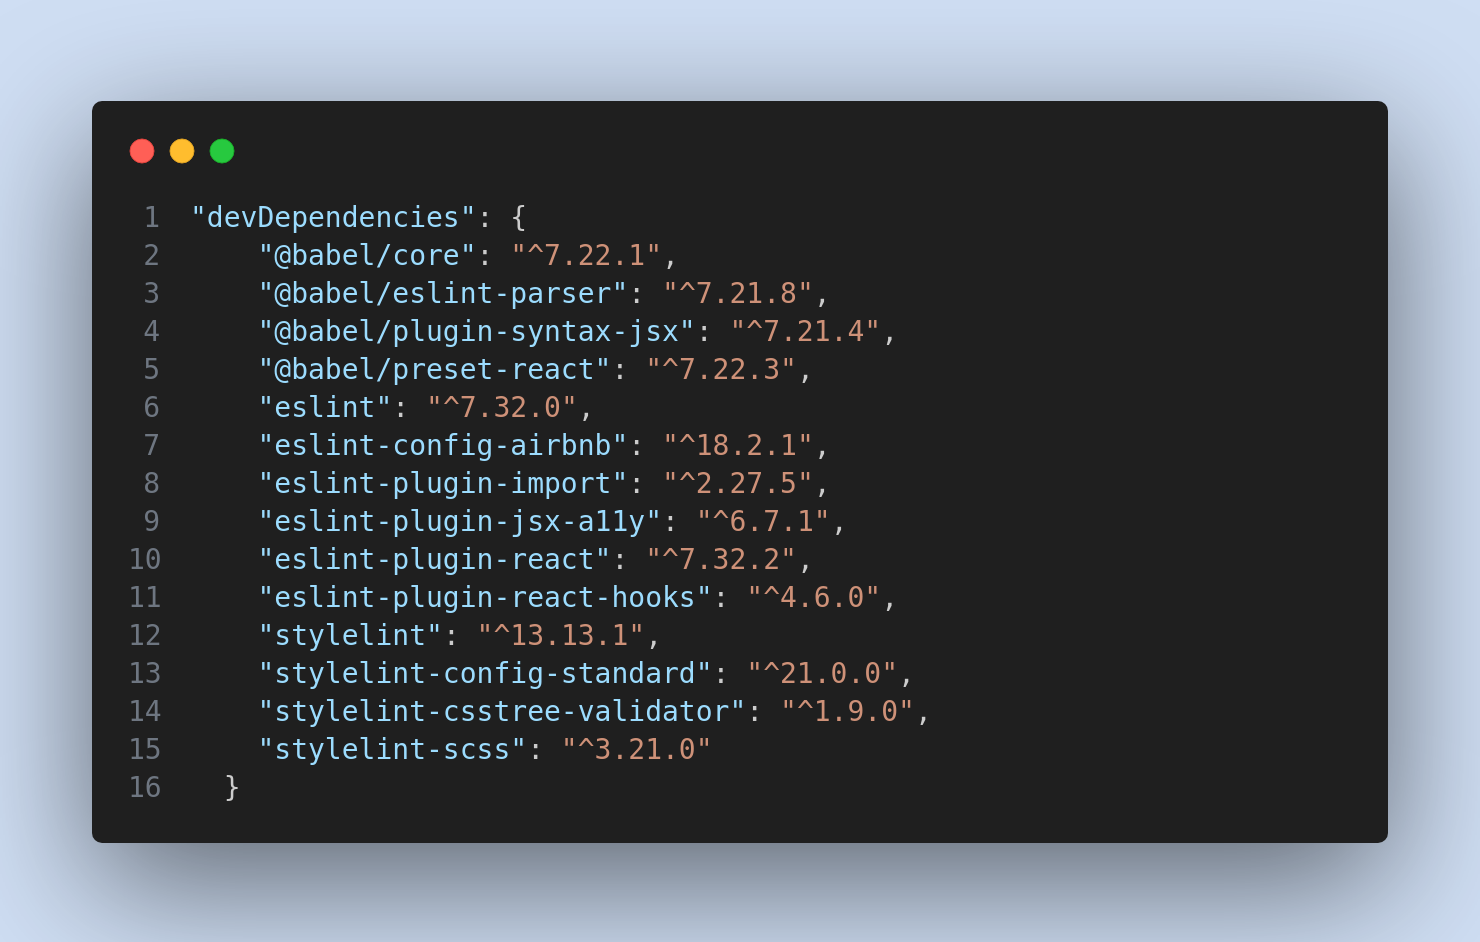 1 "devDependencies": {
2     "@babel/core": "^7.22.1",
3     "@babel/eslint-parser": "^7.21.8",
4     "@babel/plugin-syntax-jsx": "^7.21.4",
5     "@babel/preset-react": "^7.22.3",
6     "eslint": "^7.32.0",
7     "eslint-config-airbnb": "^18.2.1",
8     "eslint-plugin-import": "^2.27.5",
9     "eslint-plugin-jsx-a11y": "^6.7.1",
10     "eslint-plugin-react": "^7.32.2",
11     "eslint-plugin-react-hooks": "^4.6.0",
12     "stylelint": "^13.13.1",
13     "stylelint-config-standard": "^21.0.0",
14     "stylelint-csstree-validator": "^1.9.0",
15     "stylelint-scss": "^3.21.0"
16   }